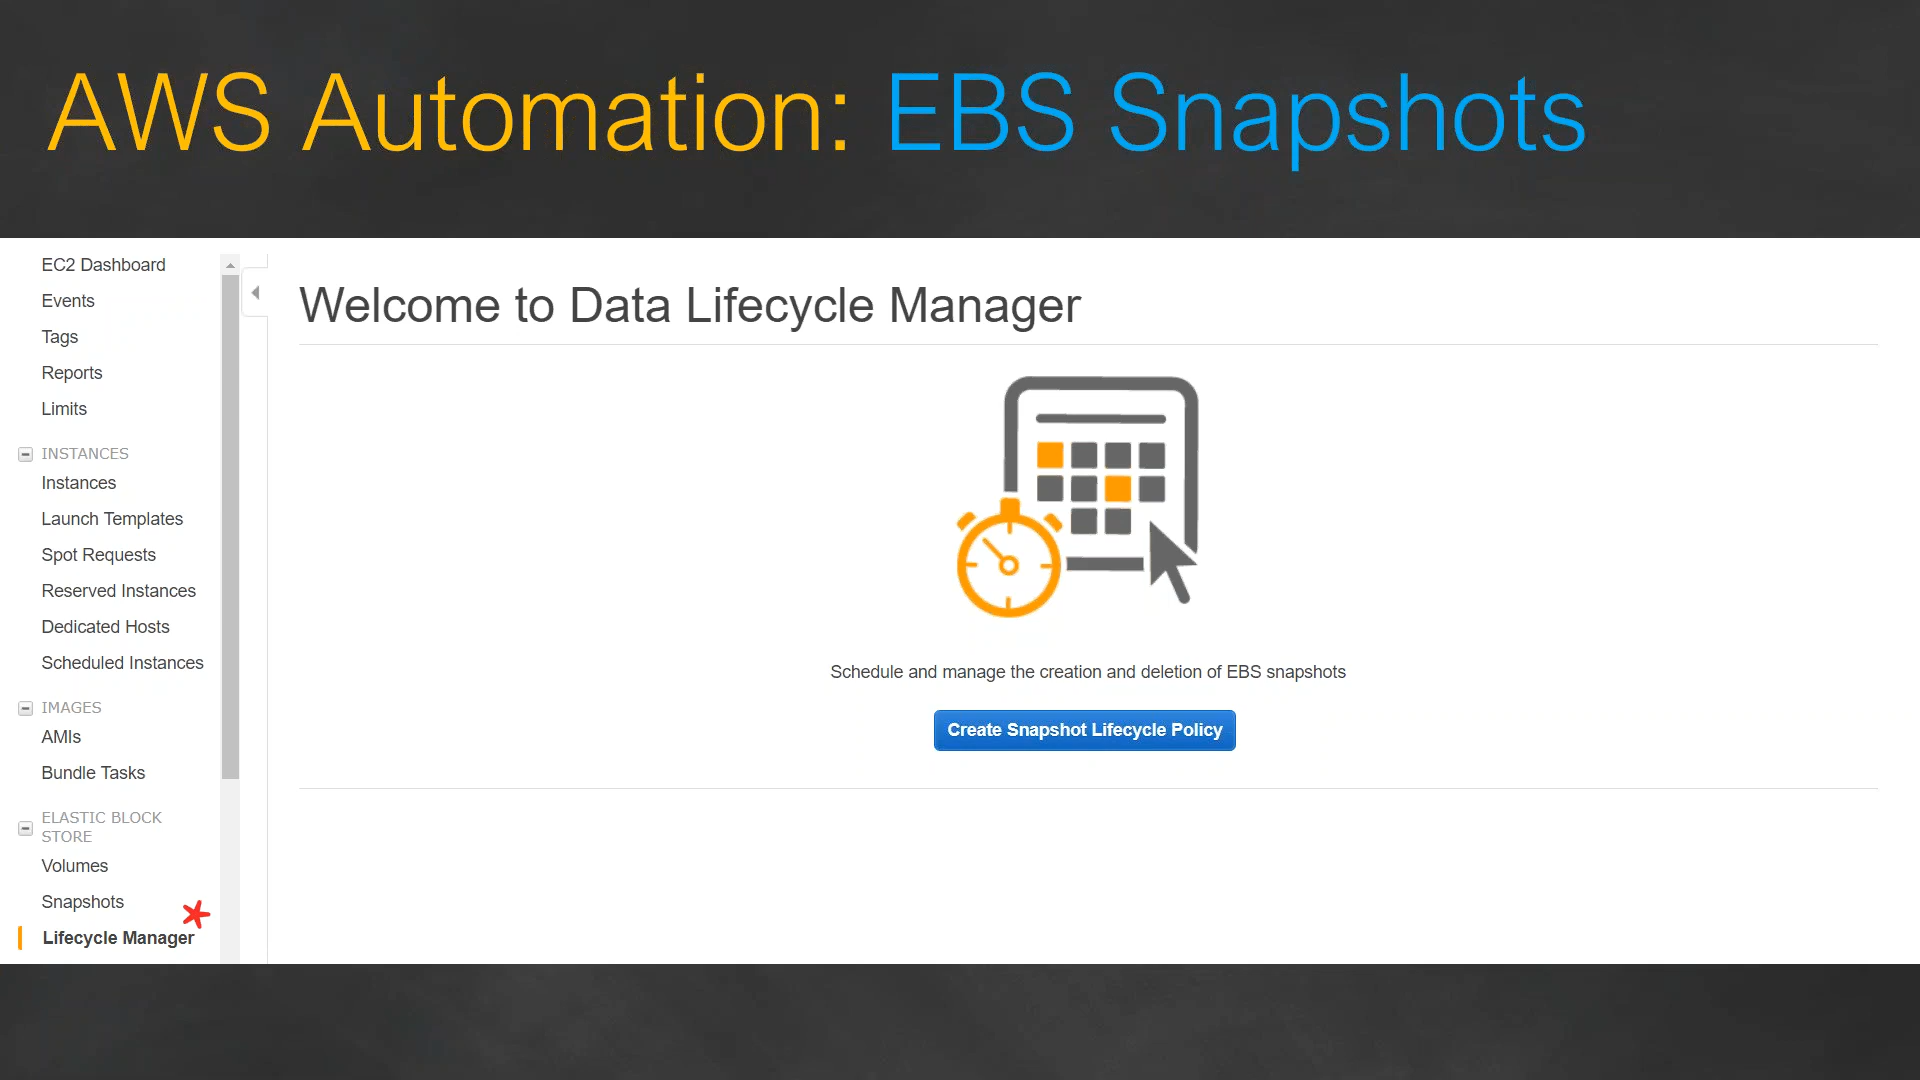 AWS Automation: EBS Snapshots
EC2 Dashboard
Events
Tags
Reports
Limits
INSTANCES
Instances
Launch Templates
Spot Requests
Reserved Instances
Dedicated Hosts
Scheduled Instances
IMAGES
AMIs
Bundle Tasks
ELASTIC BLOCK
STORE
Volumes
Snapshots
Lifecycle Manager
Welcome to Data Lifecycle Manager
Schedule and manage the creation and deletion of EBS snapshots
Create Snapshot Lifecycle Policy